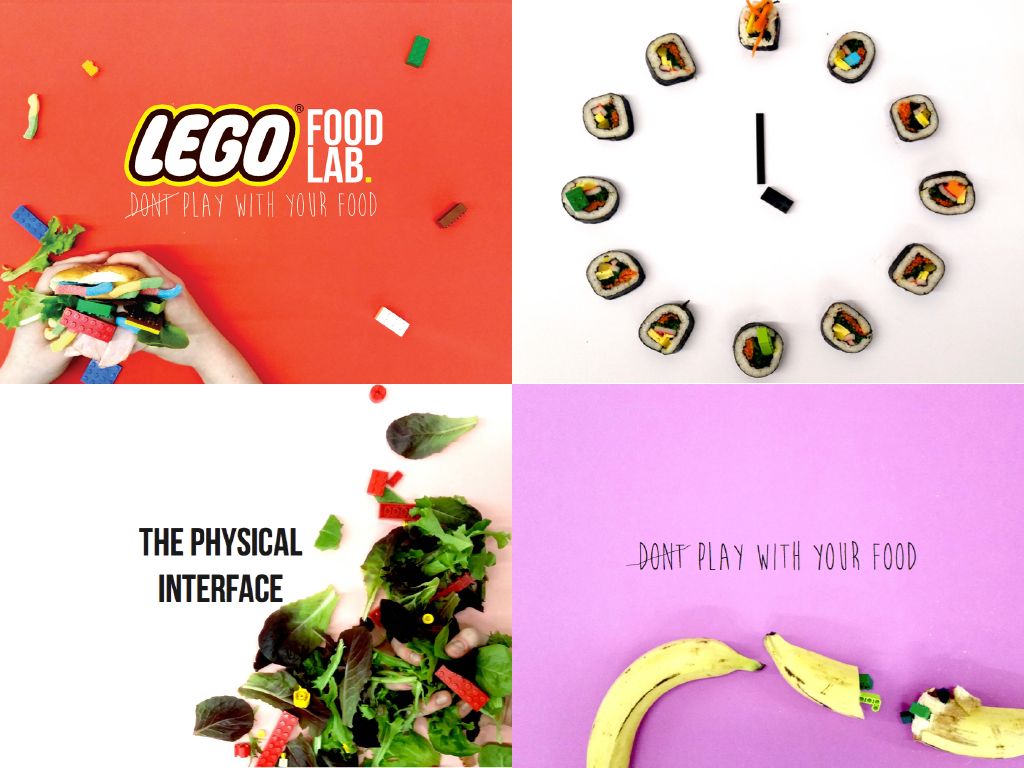 LEGO® FOOD
LAB.
DONT PLAY WITH YOUR FOOD
THE PHYSICAL
INTERFACE
DONT PLAY WITH YOUR FOOD